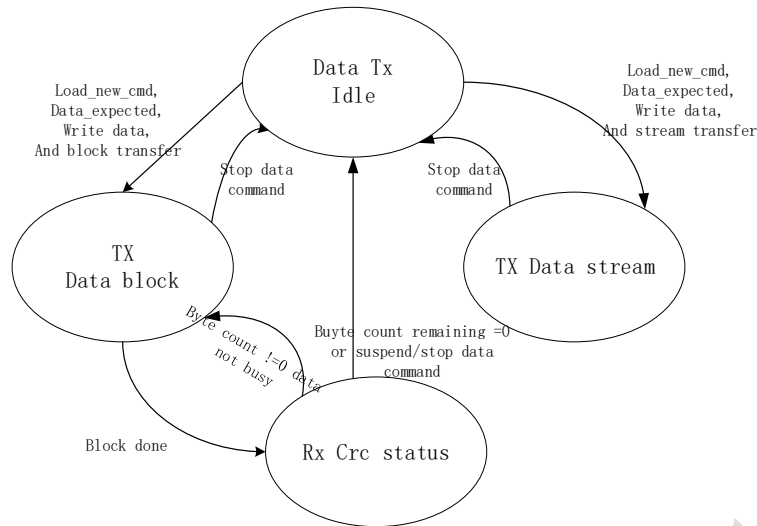 Data Tx
Idle
Load_new_cmd,
Data_expected,
Write data,
And block transfer
Load_new_cmd,
Data_expected,
Write data,
And stream transfer
Stop data
command
Stop data
command
TX
Data block
TX Data stream
Byte count !=0 data
not busy
Buyte count remaining =0
or suspend/stop data
command
Block done
Rx Crc status